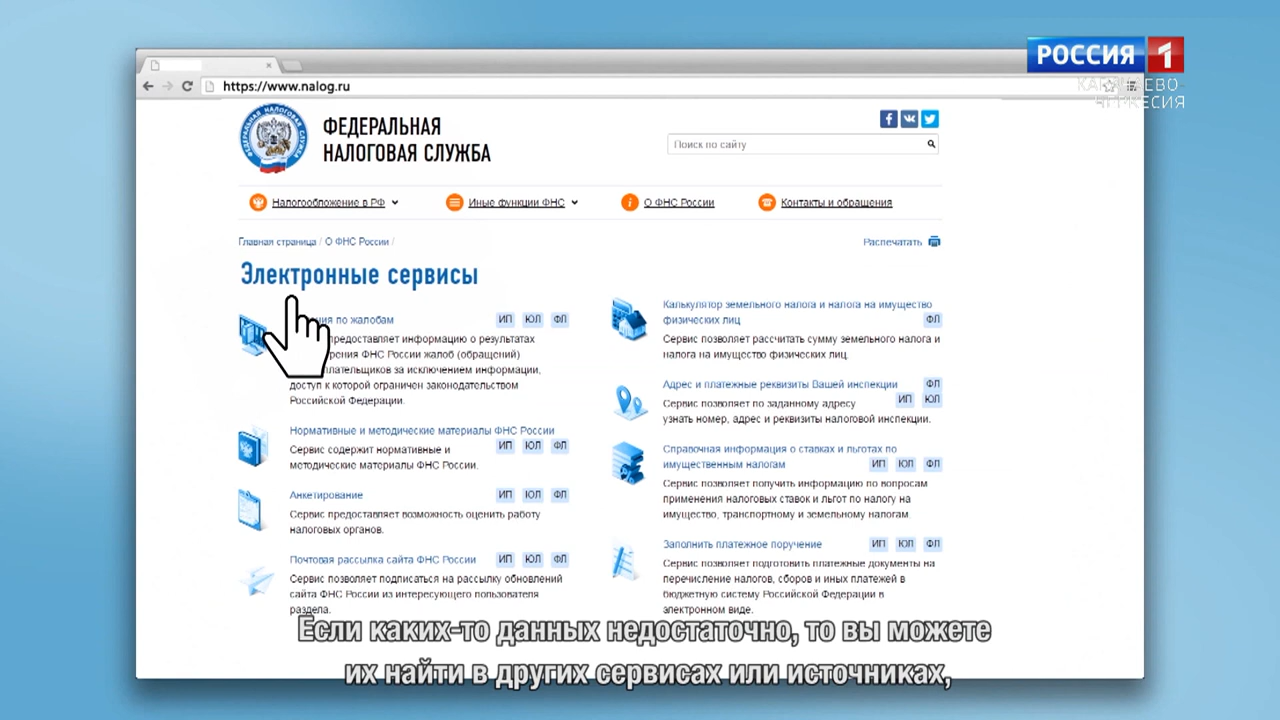 РОССИЯ 1
КАРАЧАЕВО-
ЧЕРКЕСИЯ
https://www.nalog.ru
ФЕДЕРАЛЬНАЯ
НАЛОГОВАЯ СЛУЖБА
Поиск по сайту
Налогообложение в РФ
Иные функции ФНС
О ФНС России
Контакты и обращения
Главная страница / О ФНС России /
Распечатать
Электронные сервисы
по жалобам ИП ЮЛ ФЛ
предоставляет информацию о результатах
ФНС России жалоб (обращений)
за исключением информации,
доступ к которой ограничен законодательством
Российской Федерации.
Нормативные и методические материалы ФНС России
ИП ЮЛ ФЛ
Сервис содержит нормативные и
методические материалы ФНС России.
Анкетирование ИП ЮЛ ФЛ
Сервис предоставляет возможность оценить работу
налоговых органов.
Почтовая рассылка сайта ФНС России ИП ЮЛ ФЛ
Сервис позволяет подписаться на рассылку обновлений
сайта ФНС России из интересующего пользователя
раздела.
Калькулятор земельного налога и налога на имущество
физических лиц ФЛ
Сервис позволяет рассчитать сумму земельного налога и
налога на имущество физических лиц.
Адрес и платежные реквизиты Вашей инспекции ФЛ
ИП ЮЛ
Сервис позволяет по заданному адресу
узнать номер, адрес и реквизиты налоговой инспекции.
Справочная информация о ставках и льготах по
имущественным налогам ИП ЮЛ ФЛ
Сервис позволяет получить информацию по вопросам
применения налоговых ставок и льгот по налогу на
имущество, транспортному и земельному налогам.
Заполнить платежное поручение ИП ЮЛ ФЛ
Сервис позволяет подготовить платежные документы на
перечисление налогов, сборов и иных платежей в
бюджетную систему Российской Федерации в
электронном виде.
Если каких-то данных недостаточно, то вы можете
их найти в других сервисах или источниках,